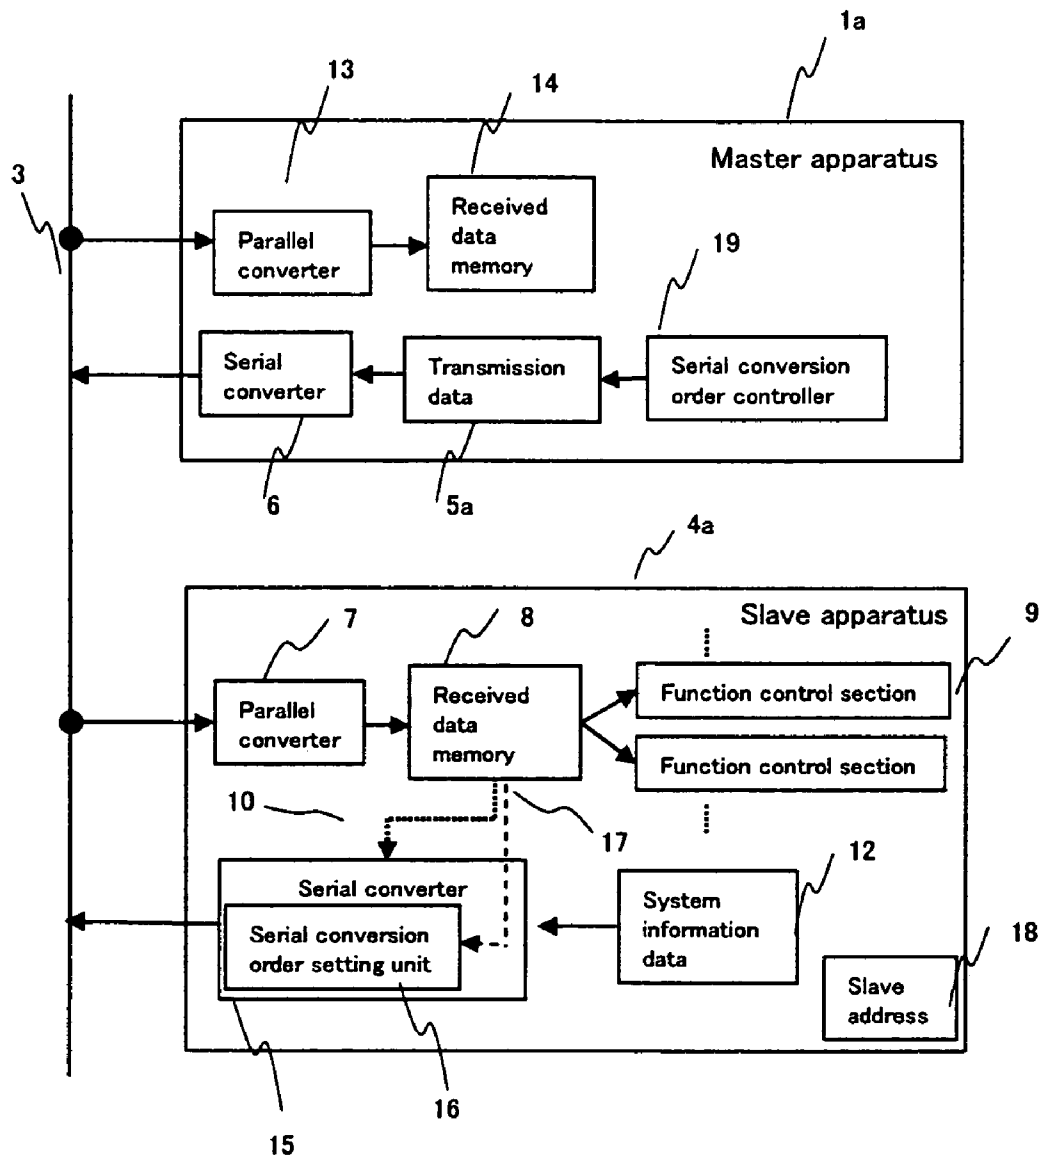 1a
13
14
Master apparatus
3
Received
data
memory
Parallel
converter
19
Serial
converter
Transmission
data
Serial conversion
order controller
6
5a
4a
Slave apparatus
7
8
9
Parallel
converter
Received
data
memory
Function control section
Function control section
10
17
12
Serial converter
Serial conversion
order setting unit
System
information
data
18
Slave
address
16
15